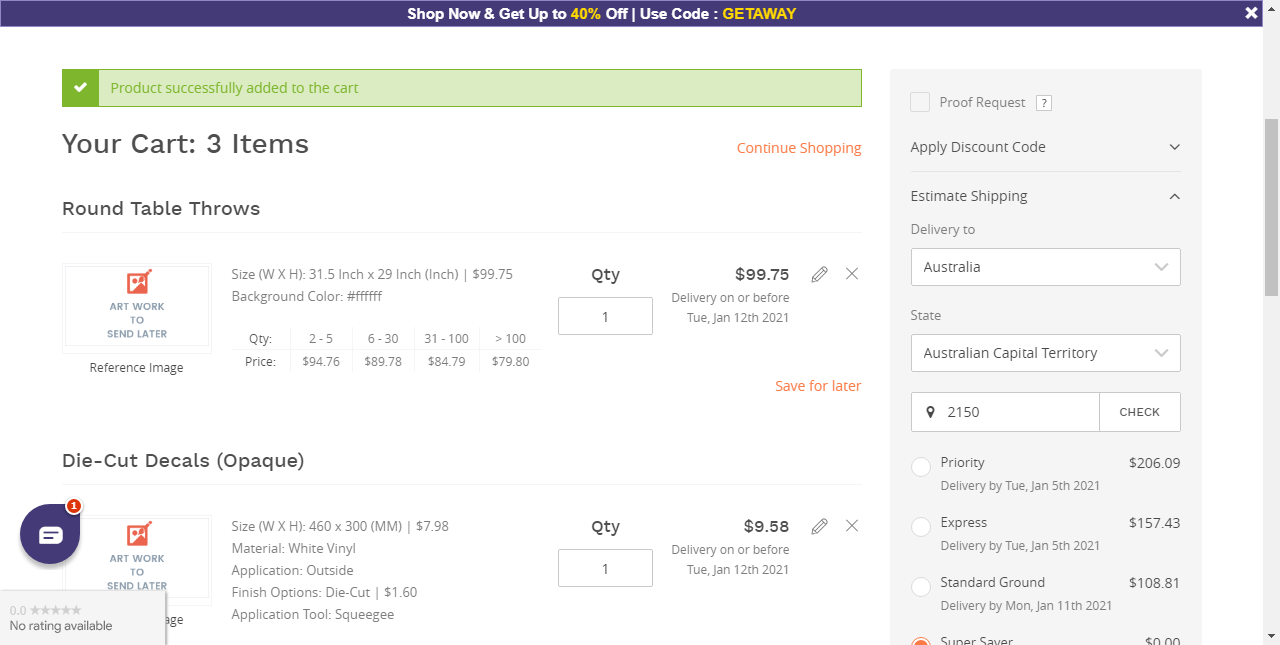 Shop Now & Get Up to 40% Off | Use Code : GETAWAY
Product successfully added to the cart
Your Cart: 3 Items
Continue Shopping
Round Table Throws
ART WORK
TO
SEND LATER
Reference Image
Size (W X H): 31.5 Inch x 29 Inch (Inch) | $99.75
Background Color: #ffffff
Qty: 2 - 5 6 - 30 31 - 100 > 100
Price: $94.76 $89.78 $84.79 $79.80
Qty
1
$99.75
Delivery on or before
Tue, Jan 12th 2021
Save for later
Die-Cut Decals (Opaque)
ART WORK
TO
SEND LATER
age
Size (W X H): 460 x 300 (MM) | $7.98
Material: White Vinyl
Application: Outside
Finish Options: Die-Cut | $1.60
Application Tool: Squeegee
Qty
1
$9.58
Delivery on or before
Tue, Jan 12th 2021
1
0.0
No rating available
Proof Request ?
Apply Discount Code
Estimate Shipping
Delivery to
Australia
State
Australian Capital Territory
2150 CHECK
Priority $206.09
Delivery by Tue, Jan 5th 2021
Express $157.43
Delivery by Tue, Jan 5th 2021
Standard Ground $108.81
Delivery by Mon, Jan 11th 2021
Super Saver $0.00